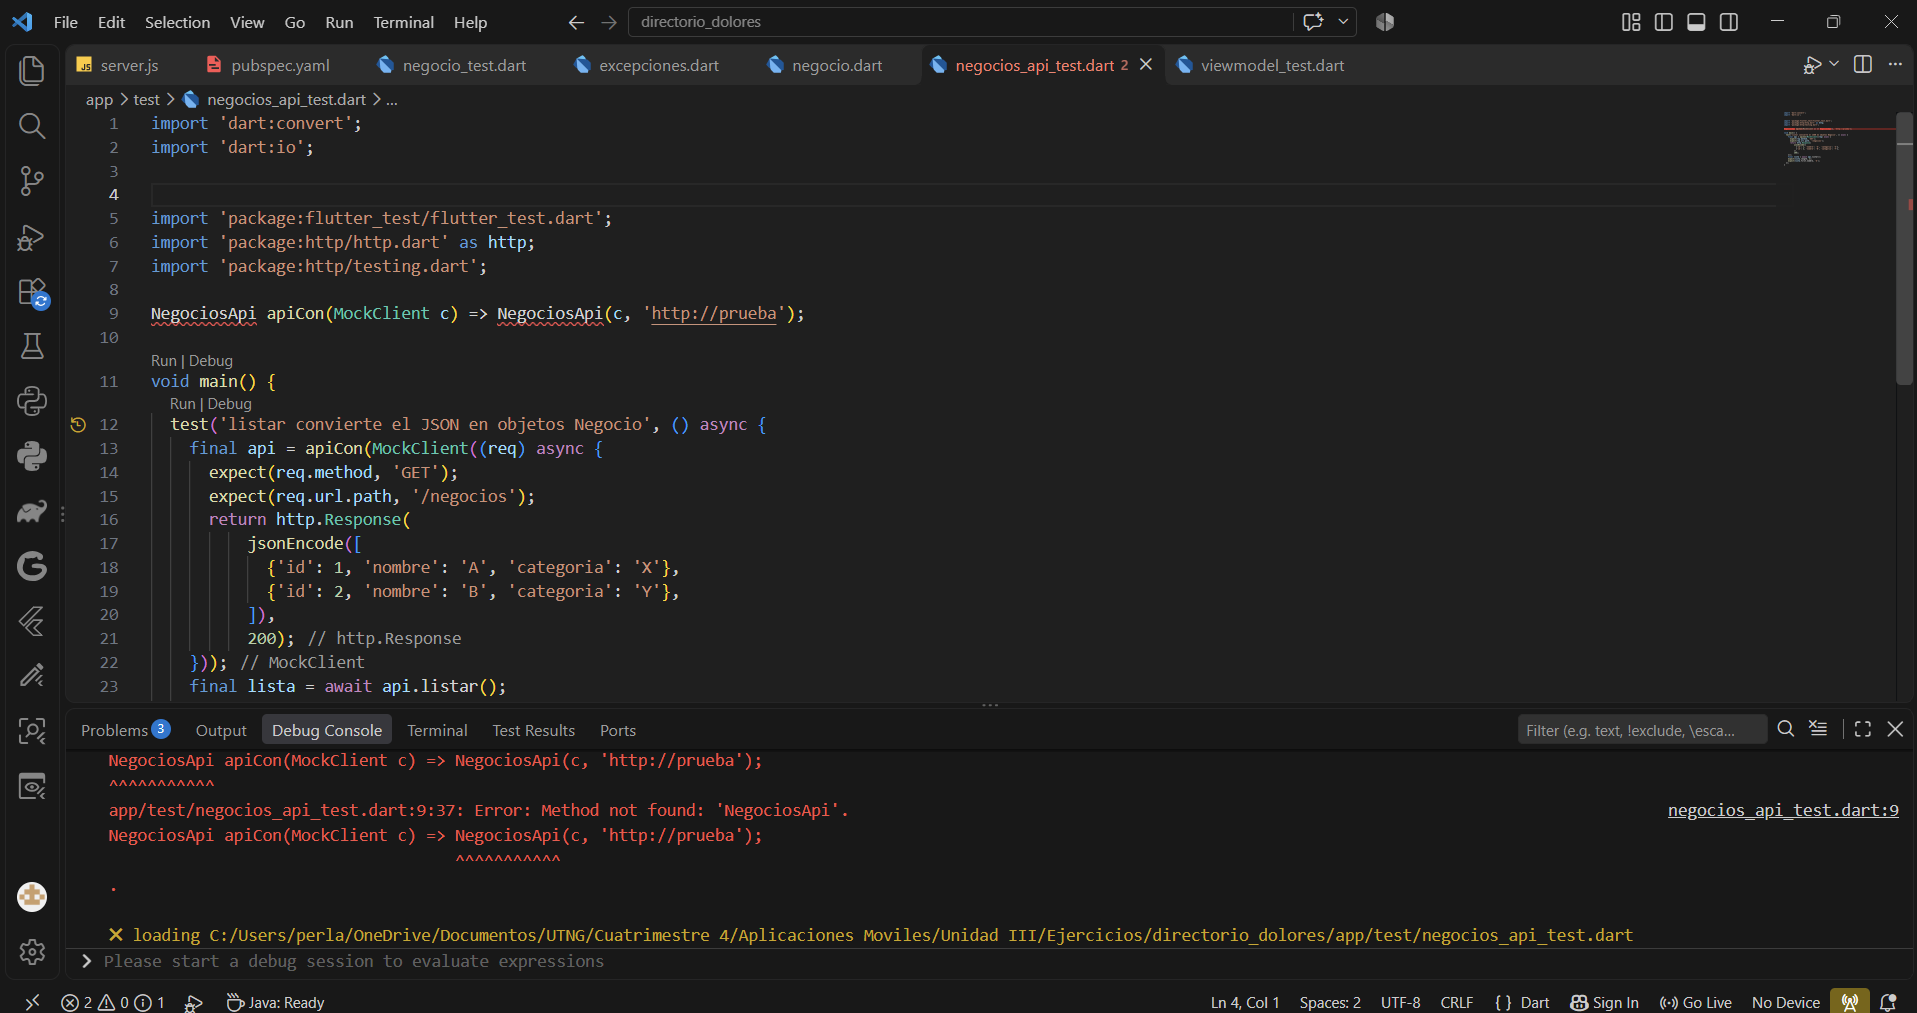 File Edit Selection View Go Run Terminal Help
directorio_dolores
server.js
pubspec.yaml
negocio_test.dart
excepciones.dart
negocio.dart
negocios_api_test.dart 2
viewmodel_test.dart
app > test > negocios_api_test.dart > ...
1 import 'dart:convert';
2 import 'dart:io';
3
4
5 import 'package:flutter_test/flutter_test.dart';
6 import 'package:http/http.dart' as http;
7 import 'package:http/testing.dart';
8
9 NegociosApi apiCon(MockClient c) => NegociosApi(c, 'http://prueba');
10
Run | Debug
11 void main() {
Run | Debug
12 test('listar convierte el JSON en objetos Negocio', () async {
13 final api = apiCon(MockClient((req) async {
14 expect(req.method, 'GET');
15 expect(req.url.path, '/negocios');
16 return http.Response(
17 jsonEncode([
18 {'id': 1, 'nombre': 'A', 'categoria': 'X'},
19 {'id': 2, 'nombre': 'B', 'categoria': 'Y'},
20 ]),
21 200); // http.Response
22 })); // MockClient
23 final lista = await api.listar();
Problems 3 Output Debug Console Terminal Test Results Ports
Filter (e.g. text, !exclude, \esca...
NegociosApi apiCon(MockClient c) => NegociosApi(c, 'http://prueba');
^^^^^^^^^^^
app/test/negocios_api_test.dart:9:37: Error: Method not found: 'NegociosApi'.
negocios_api_test.dart:9
NegociosApi apiCon(MockClient c) => NegociosApi(c, 'http://prueba');
^^^^^^^^^^^
.
✕ loading C:/Users/perla/OneDrive/Documentos/UTNG/Cuatrimestre 4/Aplicaciones Moviles/Unidad III/Ejercicios/directorio_dolores/app/test/negocios_api_test.dart
> Please start a debug session to evaluate expressions
2 0 1 Java: Ready
Ln 4, Col 1 Spaces: 2 UTF-8 CRLF { } Dart Sign In Go Live No Device